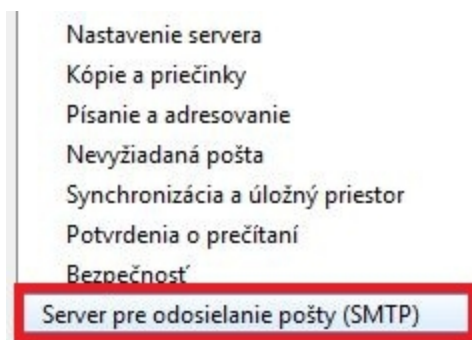 Nastavenie servera
Kópie a priečinky
Písanie a adresovanie
Nevyžiadaná pošta
Synchronizácia a úložný priestor
Potvrdenia o prečítaní
Bezpečnosť
Server pre odosielanie pošty (SMTP)